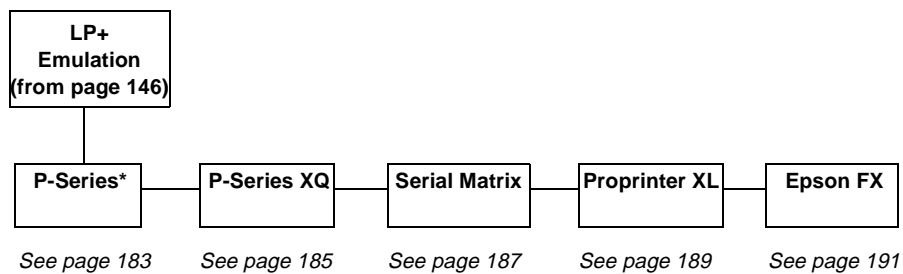 LP+
Emulation
(from page 146)
P-Series* P-Series XQ Serial Matrix Proprinter XL Epson FX
See page 183 See page 185 See page 187 See page 189 See page 191